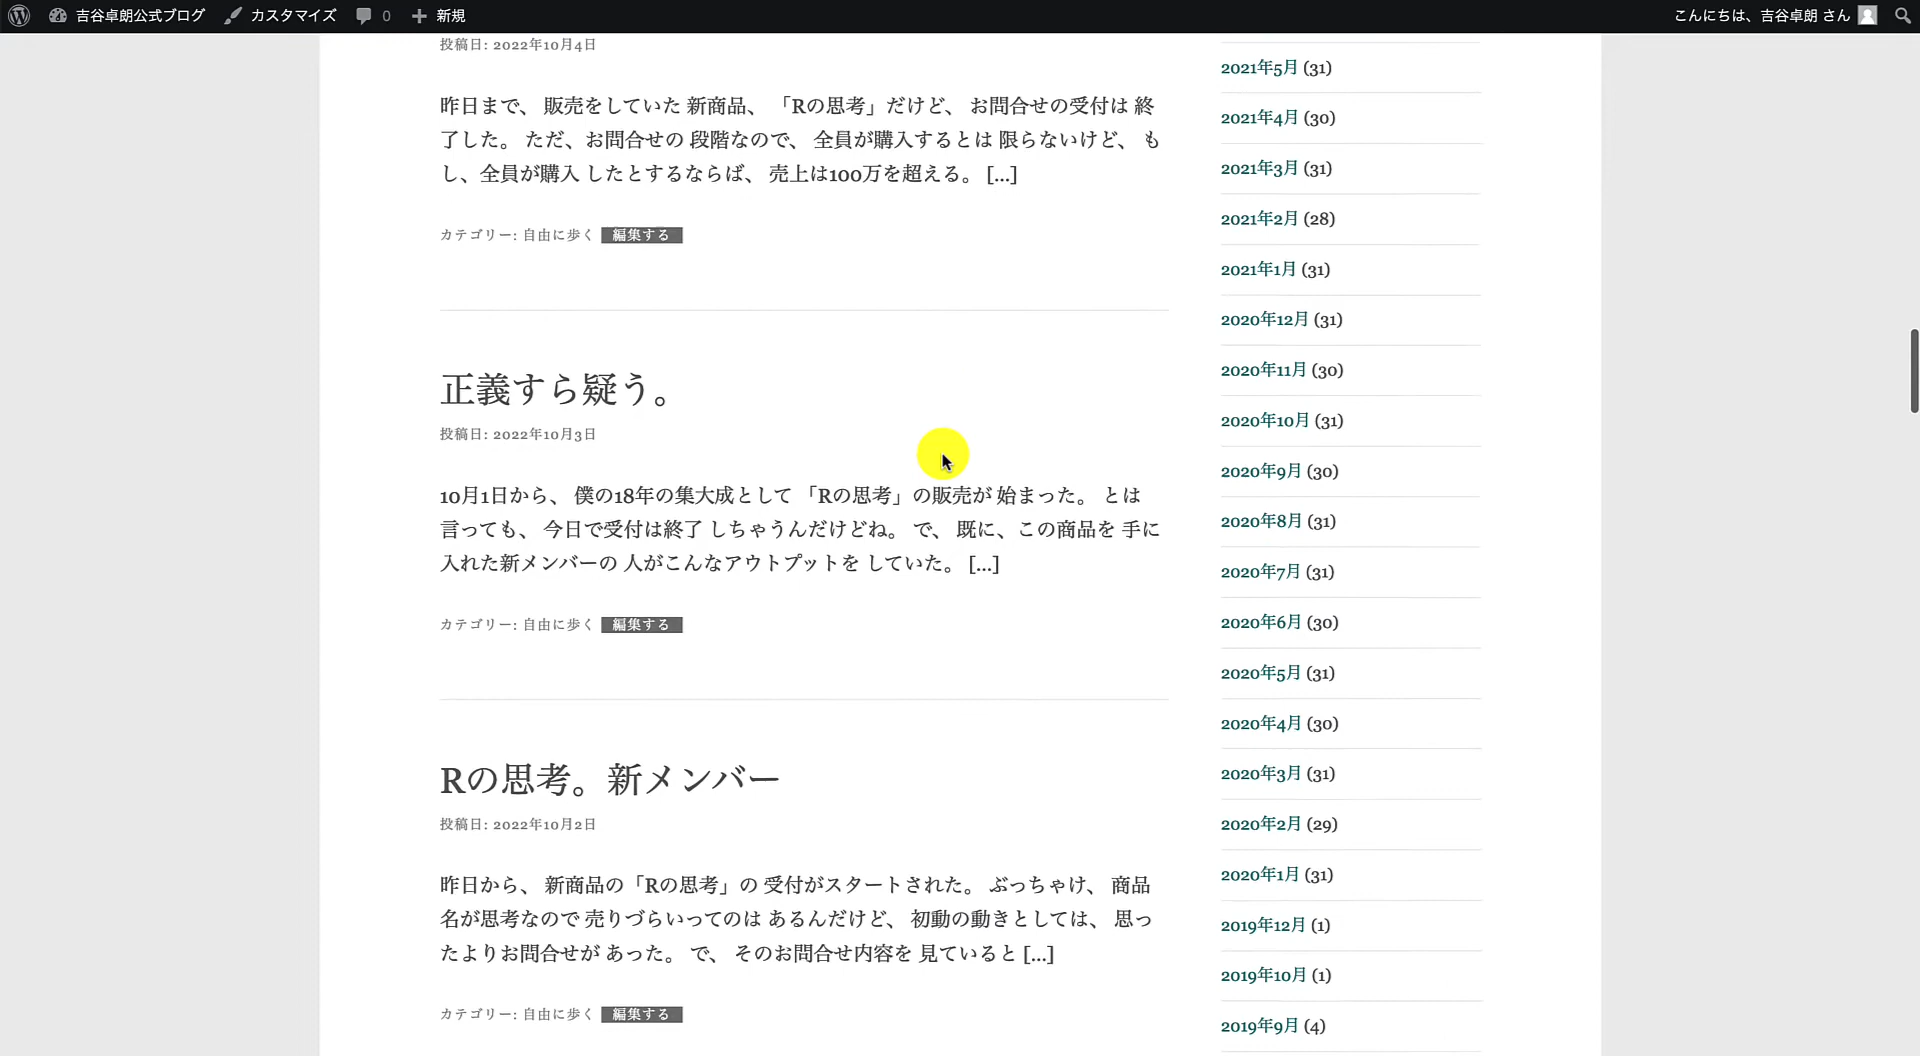 吉谷卓朗公式ブログ カスタマイズ 0 新規 こんにちは、吉谷卓朗 さん
投稿日: 2022年10月4日
昨日まで、 販売をしていた 新商品、 「Rの思考」だけど、 お問合せの受付は 終
了した。 ただ、お問合せの 段階なので、 全員が購入するとは 限らないけど、 も
し、全員が購入 したとするならば、 売上は100万を超える。 [...]
カテゴリー: 自由に歩く 編集する
正義すら疑う。
投稿日: 2022年10月3日
10月1日から、 僕の18年の集大成として 「Rの思考」の販売が 始まった。 とは
言っても、 今日で受付は終了 しちゃうんだけどね。 で、 既に、この商品を 手に
入れた新メンバーの 人がこんなアウトプットを していた。 [...]
カテゴリー: 自由に歩く 編集する
Rの思考。新メンバー
投稿日: 2022年10月2日
昨日から、 新商品の「Rの思考」の 受付がスタートされた。 ぶっちゃけ、 商品
名が思考なので 売りづらいってのは あるんだけど、 初動の動きとしては、 思っ
たよりお問合せが あった。 で、 そのお問合せ内容を 見ていると [...]
カテゴリー: 自由に歩く 編集する
2021年5月 (31)
2021年4月 (30)
2021年3月 (31)
2021年2月 (28)
2021年1月 (31)
2020年12月 (31)
2020年11月 (30)
2020年10月 (31)
2020年9月 (30)
2020年8月 (31)
2020年7月 (31)
2020年6月 (30)
2020年5月 (31)
2020年4月 (30)
2020年3月 (31)
2020年2月 (29)
2020年1月 (31)
2019年12月 (1)
2019年10月 (1)
2019年9月 (4)